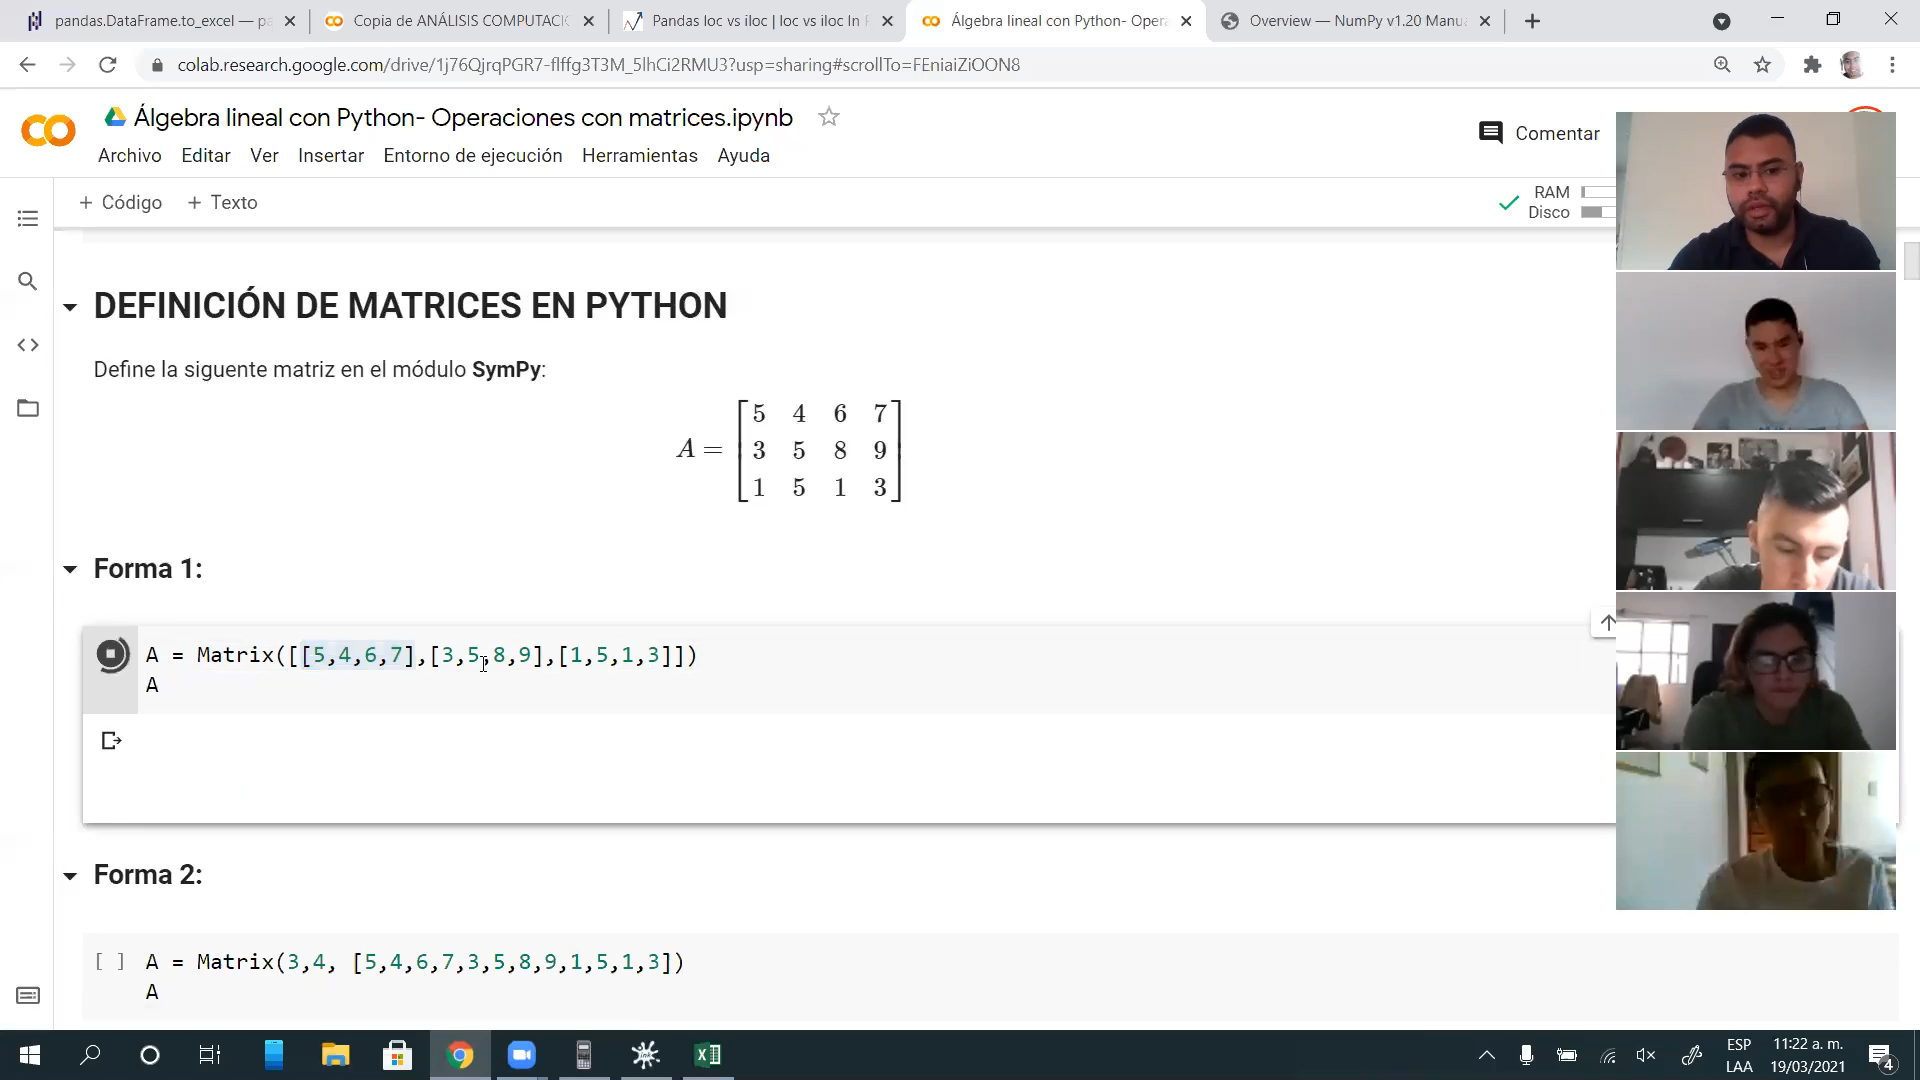 pandas.DataFrame.to_excel — pa
Copia de ANÁLISIS COMPUTACK
Pandas loc vs iloc | loc vs iloc In P
Álgebra lineal con Python- Opera
Overview — NumPy v1.20 Manua
colab.research.google.com/drive/1j76QjrqPGR7-flffg3T3M_5lhCi2RMU3?usp=sharing#scrollTo=FEniaiZiOON8
Álgebra lineal con Python- Operaciones con matrices.ipynb
Comentar
Archivo Editar Ver Insertar Entorno de ejecución Herramientas Ayuda
+ Código + Texto
RAM
Disco
DEFINICIÓN DE MATRICES EN PYTHON
Define la siguente matriz en el módulo SymPy:
5 4 6 7
A = 3 5 8 9
1 5 1 3
Forma 1:
A = Matrix([[5,4,6,7],[3,5,8,9],[1,5,1,3]])
A
Forma 2:
[ ] A = Matrix(3,4, [5,4,6,7,3,5,8,9,1,5,1,3])
A
ESP
LAA
11:22 a. m.
19/03/2021
4